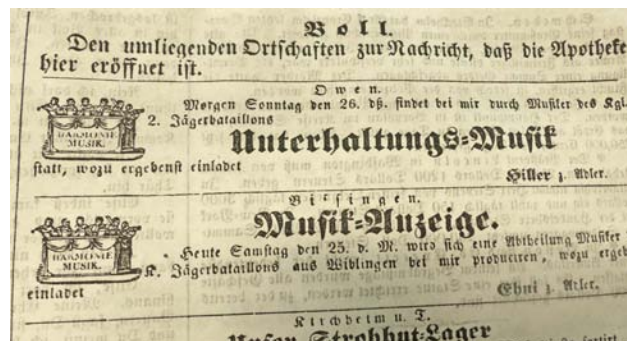 Boll.
Den umliegenden Ortschaften zur Nachricht, daß die Apotheke
hier eröffnet ist.
Owen.
Morgen Sonntag den 26. dß. findet bei mir durch Musiker des Kgl.
2. Jägerbataillons
HARMONIE
MUSIK.
Unterhaltungs=Musik
statt, wozu ergebenst einladet
Hiller z. Adler.
Bissingen.
Musik=Anzeige.
Heute Samstag den 25. d. M. wird sich eine Abtheilung Musiker
HARMONIE
MUSIK.
K. Jägerbataillons aus Wiblingen bei mir produciren, wozu ergeb
einladet
z. Adler.
Kirchheim u. T.
Unser Strohhut=Lager